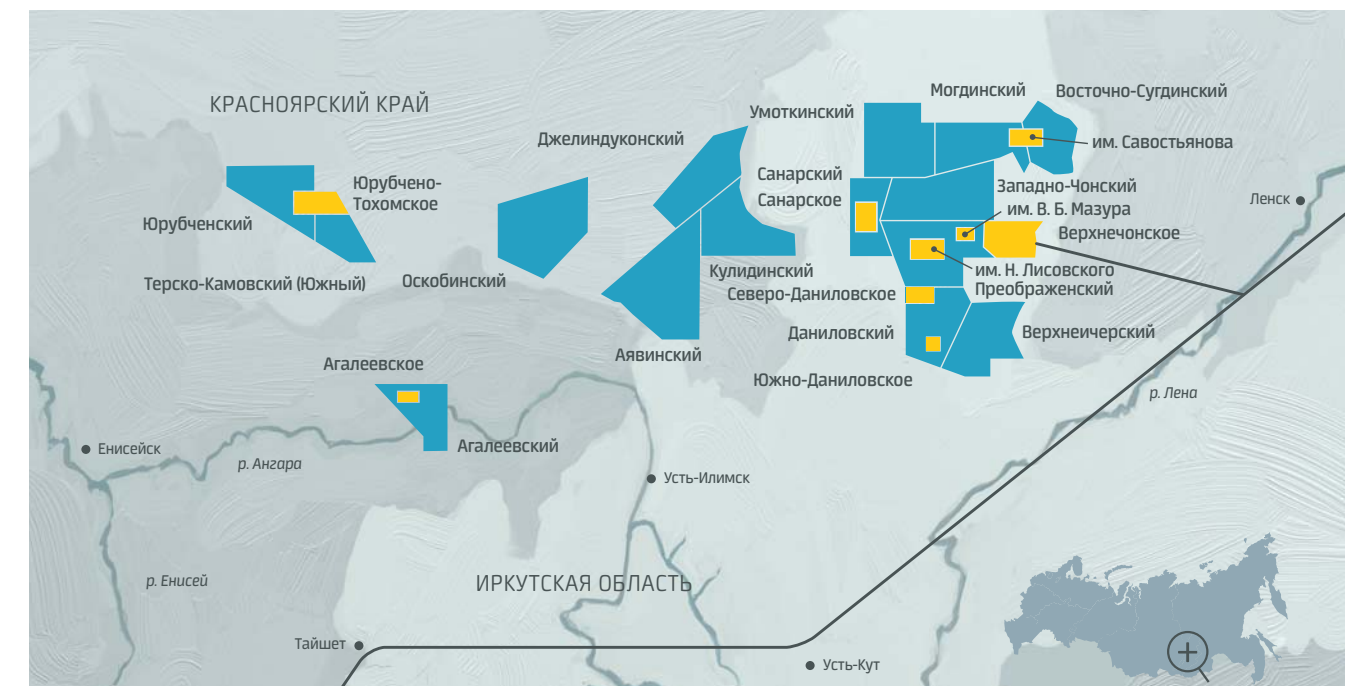 КРАСНОЯРСКИЙ КРАЙ
Могдинский
Восточно-Сугдинский
Умоткинский
Джелиндуконский
им. Савостьянова
Юрубчено-
Тохомское
Санарский
Санарское
Западно-Чонский
им. В. Б. Мазура
Ленск
Юрубченский
Верхнечонское
Терско-Камовский (Южный)
Оскобинский
Кулидинский
им. Н. Лисовского
Преображенский
Северо-Даниловское
Даниловский
Верхнеичерский
Аявинский
Агалеевское
Южно-Даниловское
р. Лена
Енисейск
Агалеевский
р. Ангара
Усть-Илимск
р. Енисей
ИРКУТСКАЯ ОБЛАСТЬ
Тайшет
Усть-Кут